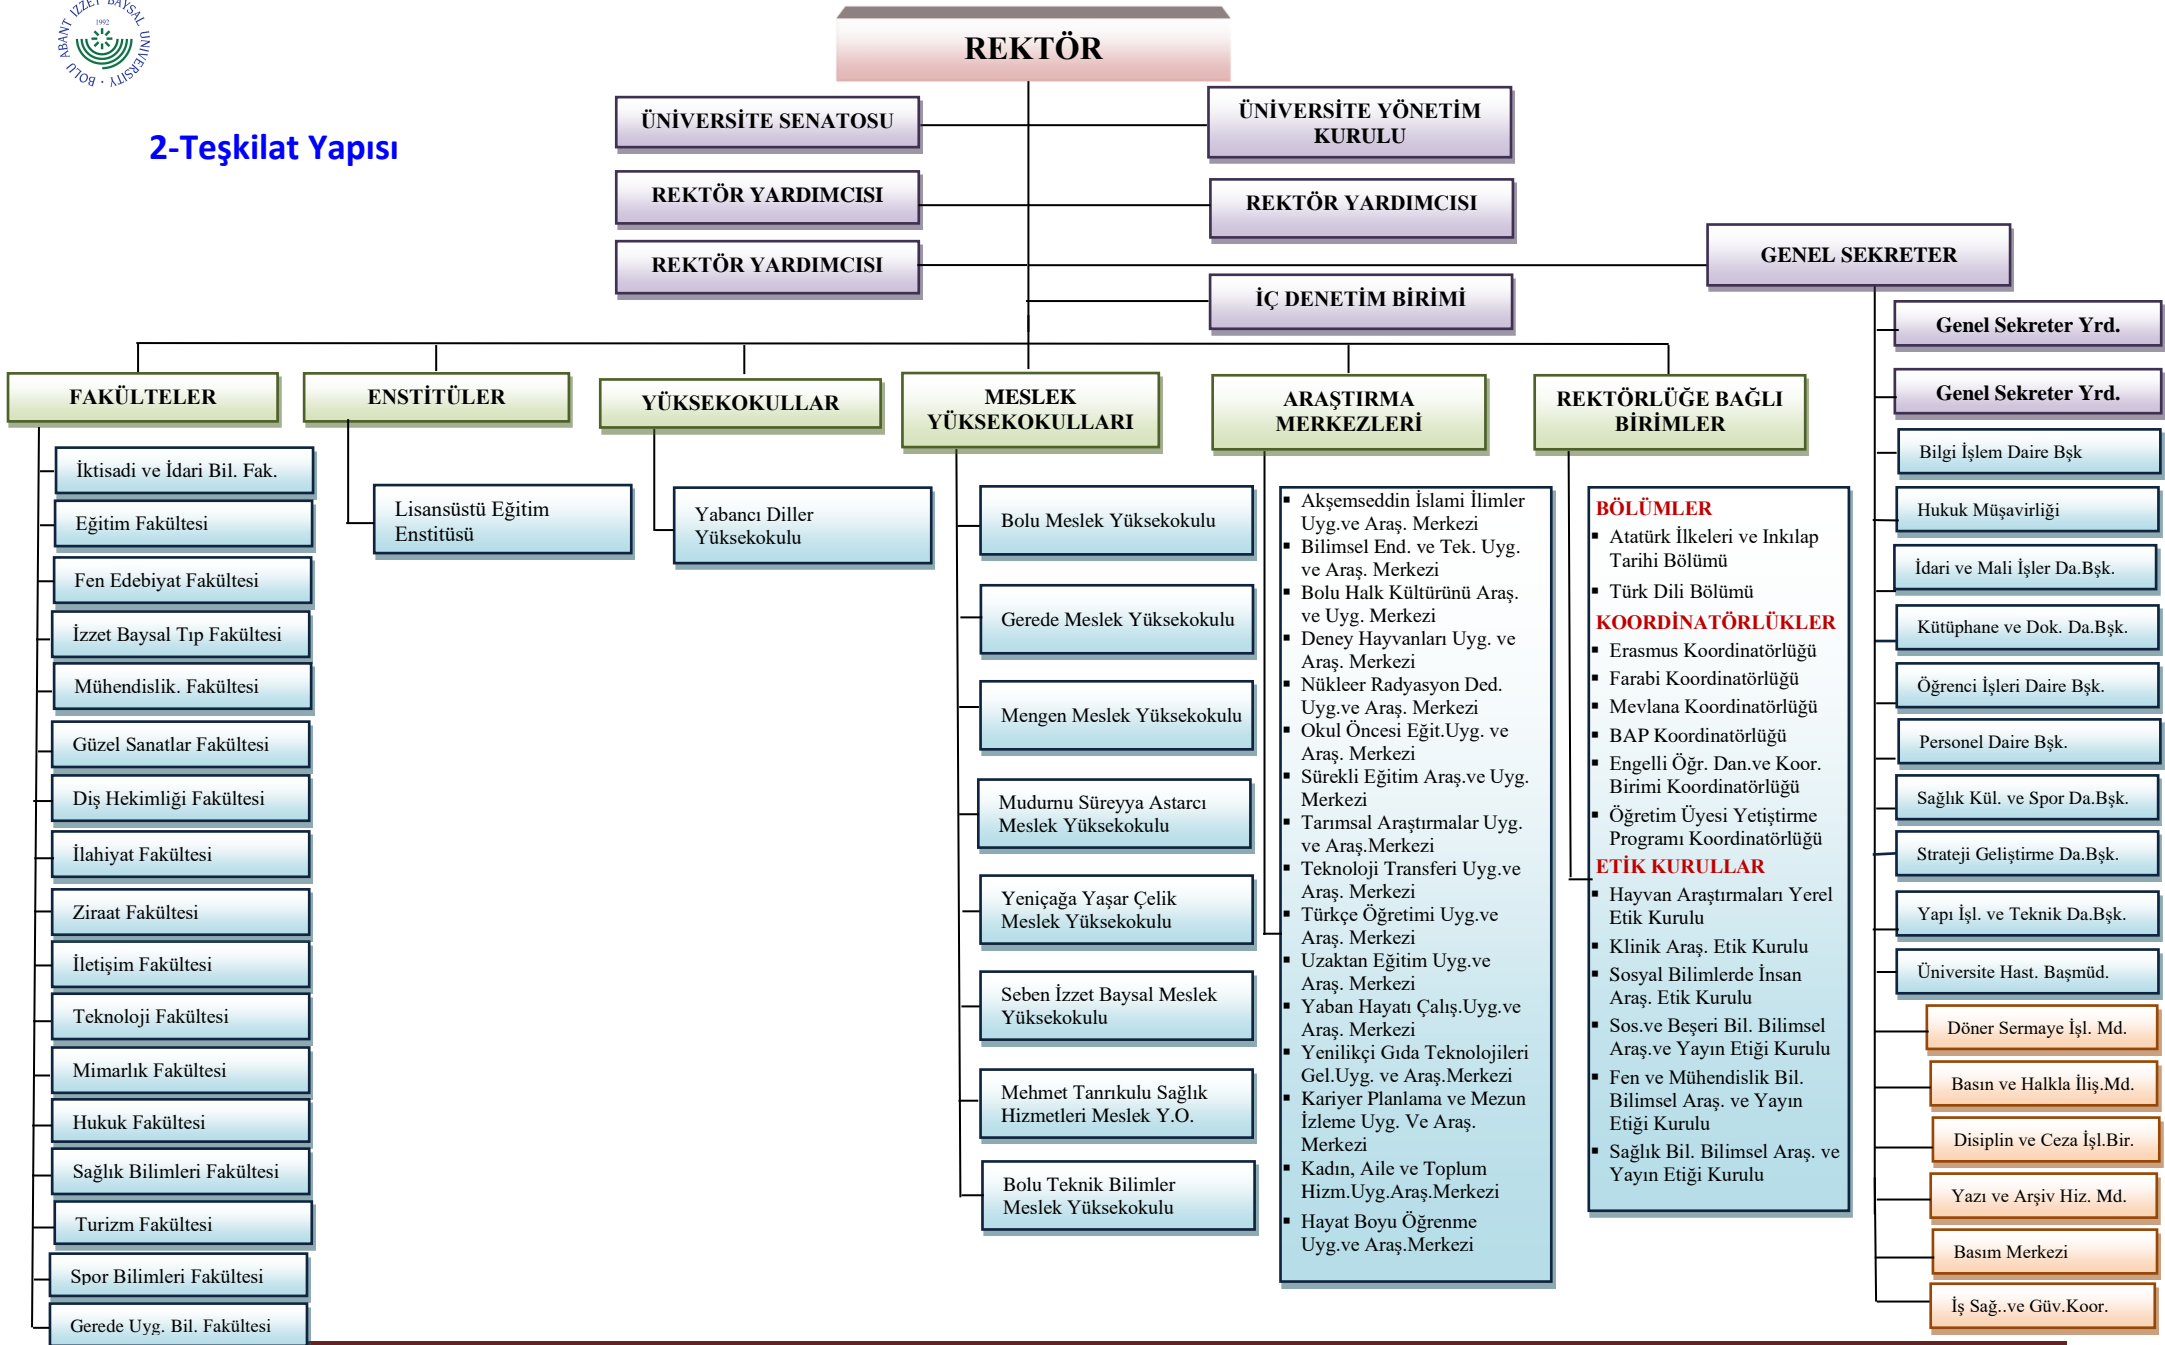 BOLU ABANT IZZET BAYSAL UNIVERSITY
1992
2-Teşkilat Yapısı
REKTÖR
ÜNİVERSİTE SENATOSU
ÜNİVERSİTE YÖNETİM
KURULU
REKTÖR YARDIMCISI
REKTÖR YARDIMCISI
REKTÖR YARDIMCISI
GENEL SEKRETER
İÇ DENETİM BİRİMİ
FAKÜLTELER
İktisadi ve İdari Bil. Fak.
Eğitim Fakültesi
Fen Edebiyat Fakültesi
İzzet Baysal Tıp Fakültesi
Mühendislik. Fakültesi
Güzel Sanatlar Fakültesi
Diş Hekimliği Fakültesi
İlahiyat Fakültesi
Ziraat Fakültesi
İletişim Fakültesi
Teknoloji Fakültesi
Mimarlık Fakültesi
Hukuk Fakültesi
Sağlık Bilimleri Fakültesi
Turizm Fakültesi
Spor Bilimleri Fakültesi
Gerede Uyg. Bil. Fakültesi
ENSTİTÜLER
Lisansüstü Eğitim
Enstitüsü
YÜKSEKOKULLAR
Yabancı Diller
Yüksekokulu
MESLEK
YÜKSEKOKULLARI
Bolu Meslek Yüksekokulu
Gerede Meslek Yüksekokulu
Mengen Meslek Yüksekokulu
Mudurnu Süreyya Astarcı
Meslek Yüksekokulu
Yeniçağa Yaşar Çelik
Meslek Yüksekokulu
Seben İzzet Baysal Meslek
Yüksekokulu
Mehmet Tanrıkulu Sağlık
Hizmetleri Meslek Y.O.
Bolu Teknik Bilimler
Meslek Yüksekokulu
ARAŞTIRMA
MERKEZLERİ
▪ Akşemseddin İslami İlimler
Uyg.ve Araş. Merkezi
▪ Bilimsel End. ve Tek. Uyg.
ve Araş. Merkezi
▪ Bolu Halk Kültürünü Araş.
ve Uyg. Merkezi
▪ Deney Hayvanları Uyg. ve
Araş. Merkezi
▪ Nükleer Radyasyon Ded.
Uyg.ve Araş. Merkezi
▪ Okul Öncesi Eğit.Uyg. ve
Araş. Merkezi
▪ Sürekli Eğitim Araş.ve Uyg.
Merkezi
▪ Tarımsal Araştırmalar Uyg.
ve Araş.Merkezi
▪ Teknoloji Transferi Uyg.ve
Araş. Merkezi
▪ Türkçe Öğretimi Uyg.ve
Araş. Merkezi
▪ Uzaktan Eğitim Uyg.ve
Araş. Merkezi
▪ Yaban Hayatı Çalış.Uyg.ve
Araş. Merkezi
▪ Yenilikçi Gıda Teknolojileri
Gel.Uyg. ve Araş.Merkezi
▪ Kariyer Planlama ve Mezun
İzleme Uyg. Ve Araş.
Merkezi
▪ Kadın, Aile ve Toplum
Hizm.Uyg.Araş.Merkezi
▪ Hayat Boyu Öğrenme
Uyg.ve Araş.Merkezi
REKTÖRLÜĞE BAĞLI
BİRİMLER
BÖLÜMLER
▪ Atatürk İlkeleri ve Inkılap
Tarihi Bölümü
▪ Türk Dili Bölümü
KOORDİNATÖRLÜKLER
▪ Erasmus Koordinatörlüğü
▪ Farabi Koordinatörlüğü
▪ Mevlana Koordinatörlüğü
▪ BAP Koordinatörlüğü
▪ Engelli Öğr. Dan.ve Koor.
Birimi Koordinatörlüğü
▪ Öğretim Üyesi Yetiştirme
Programı Koordinatörlüğü
ETİK KURULLAR
▪ Hayvan Araştırmaları Yerel
Etik Kurulu
▪ Klinik Araş. Etik Kurulu
▪ Sosyal Bilimlerde İnsan
Araş. Etik Kurulu
▪ Sos.ve Beşeri Bil. Bilimsel
Araş.ve Yayın Etiği Kurulu
▪ Fen ve Mühendislik Bil.
Bilimsel Araş. ve Yayın
Etiği Kurulu
▪ Sağlık Bil. Bilimsel Araş. ve
Yayın Etiği Kurulu
Genel Sekreter Yrd.
Genel Sekreter Yrd.
Bilgi İşlem Daire Bşk
Hukuk Müşavirliği
İdari ve Mali İşler Da.Bşk.
Kütüphane ve Dok. Da.Bşk.
Öğrenci İşleri Daire Bşk.
Personel Daire Bşk.
Sağlık Kül. ve Spor Da.Bşk.
Strateji Geliştirme Da.Bşk.
Yapı İşl. ve Teknik Da.Bşk.
Üniversite Hast. Başmüd.
Döner Sermaye İşl. Md.
Basın ve Halkla İliş.Md.
Disiplin ve Ceza İşl.Bir.
Yazı ve Arşiv Hiz. Md.
Basım Merkezi
İş Sağ..ve Güv.Koor.